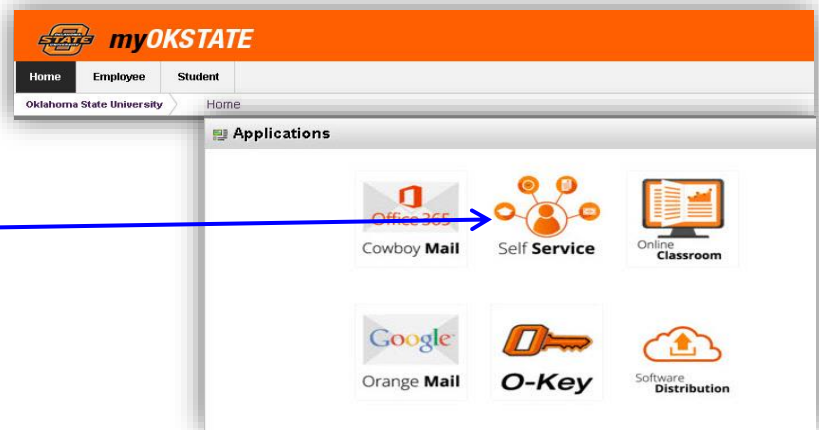 STATE
myOKSTATE
Home Employee Student
Oklahoma State University Home
Applications
Office 365
Cowboy Mail
Self Service
Online
Classroom
Google
Orange Mail
O-Key
Software
Distribution